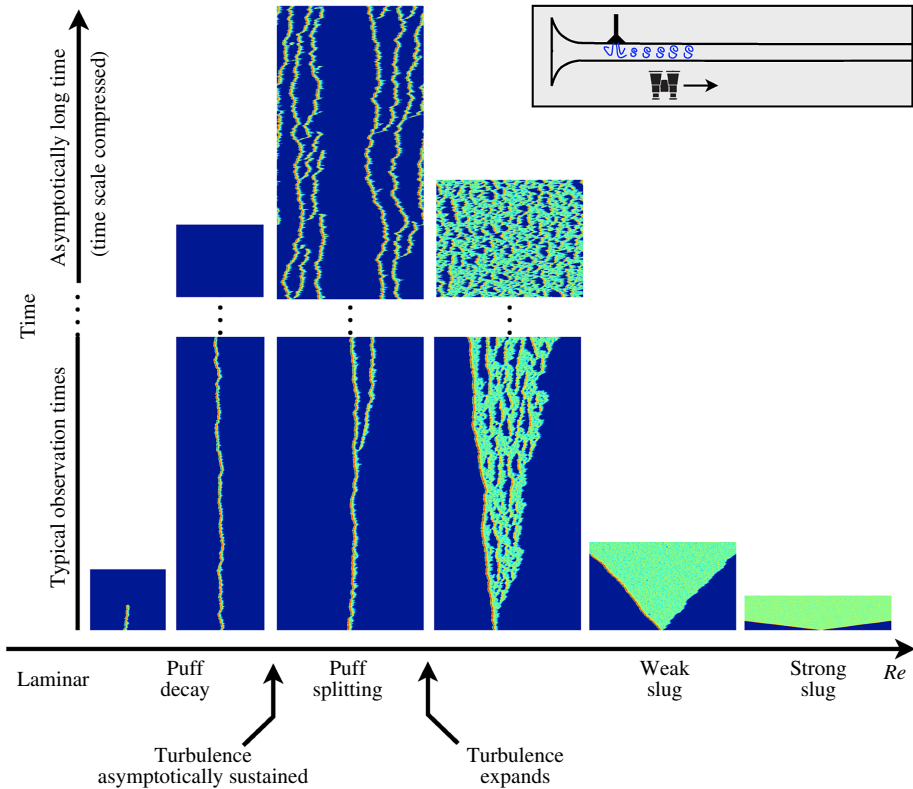 Asymptotically long time
(time scale compressed)
Time
Typical observation times
Laminar
Puff
decay
Puff
splitting
Weak
slug
Strong
slug
Re
Turbulence
asymptotically sustained
Turbulence
expands